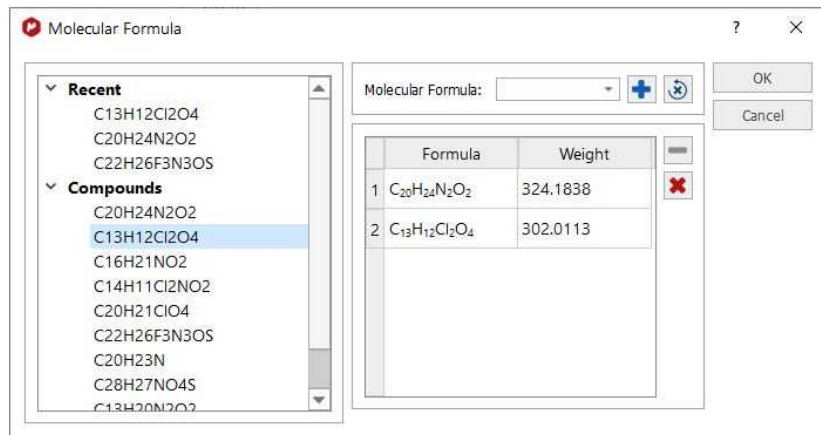 Molecular Formula
?
Recent
C13H12Cl2O4
C20H24N2O2
C22H26F3N3OS
Compounds
C20H24N2O2
C13H12Cl2O4
C16H21NO2
C14H11Cl2NO2
C20H21ClO4
C22H26F3N3OS
C20H23N
C28H27NO4S
C13H20N2O2
Molecular Formula:
Formula Weight
1 C₂₀H₂₄N₂O₂ 324.1838
2 C₁₃H₁₂Cl₂O₄ 302.0113
OK
Cancel